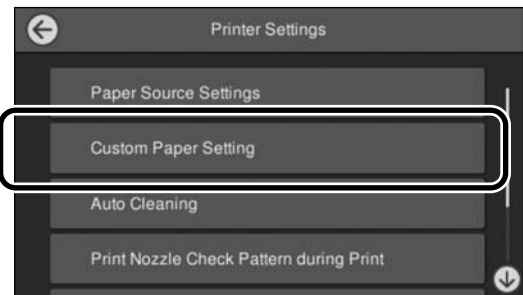 Printer Settings
Paper Source Settings
Custom Paper Setting
Auto Cleaning
Print Nozzle Check Pattern during Print